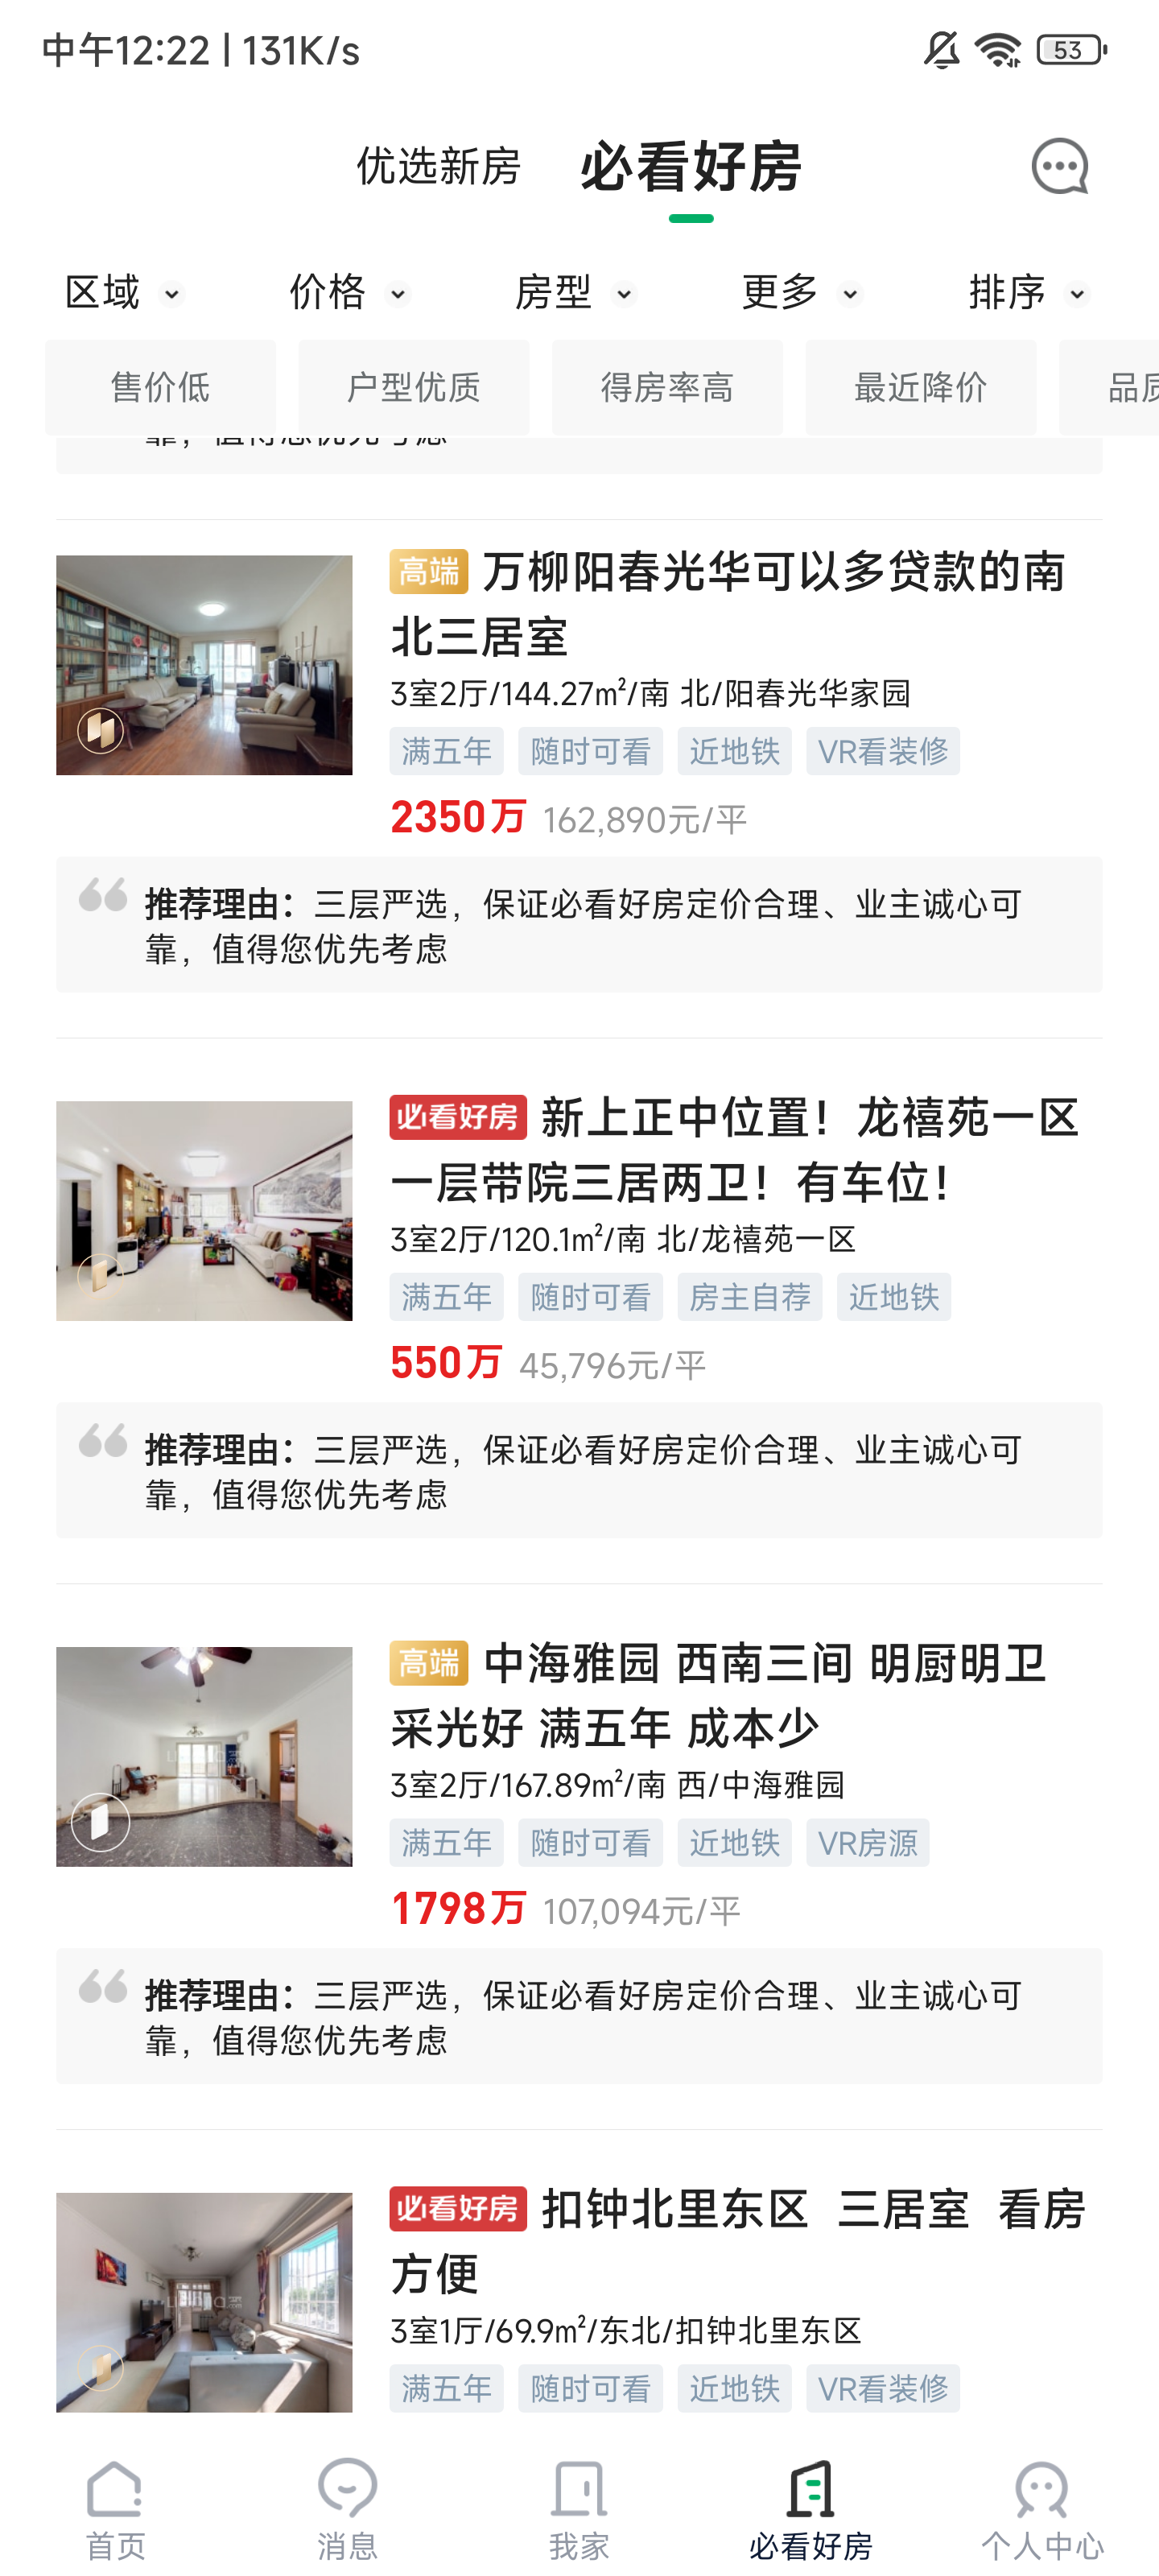 中午12:22 | 131K/s
53
优选新房
必看好房
区域
价格
房型
更多
排序
售价低
户型优质
得房率高
最近降价
品质
靠，值得您优先考虑
高端 万柳阳春光华可以多贷款的南
北三居室
3室2厅/144.27m²/南 北/阳春光华家园
满五年 随时可看 近地铁 VR看装修
2350万 162,890元/平
推荐理由：三层严选，保证必看好房定价合理、业主诚心可
靠，值得您优先考虑
必看好房 新上正中位置！龙禧苑一区
一层带院三居两卫！有车位！
3室2厅/120.1m²/南 北/龙禧苑一区
满五年 随时可看 房主自荐 近地铁
550万 45,796元/平
推荐理由：三层严选，保证必看好房定价合理、业主诚心可
靠，值得您优先考虑
高端 中海雅园 西南三间 明厨明卫
采光好 满五年 成本少
3室2厅/167.89m²/南 西/中海雅园
满五年 随时可看 近地铁 VR房源
1798万 107,094元/平
推荐理由：三层严选，保证必看好房定价合理、业主诚心可
靠，值得您优先考虑
必看好房 扣钟北里东区 三居室 看房
方便
3室1厅/69.9m²/东北/扣钟北里东区
满五年 随时可看 近地铁 VR看装修
首页
消息
我家
必看好房
个人中心